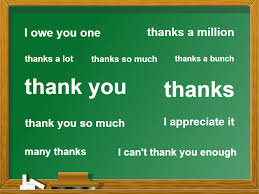 I owe you one thanks a million
thanks a lot thanks so much thanks a bunch
thank you thanks
thank you so much I appreciate it
many thanks I can't thank you enough